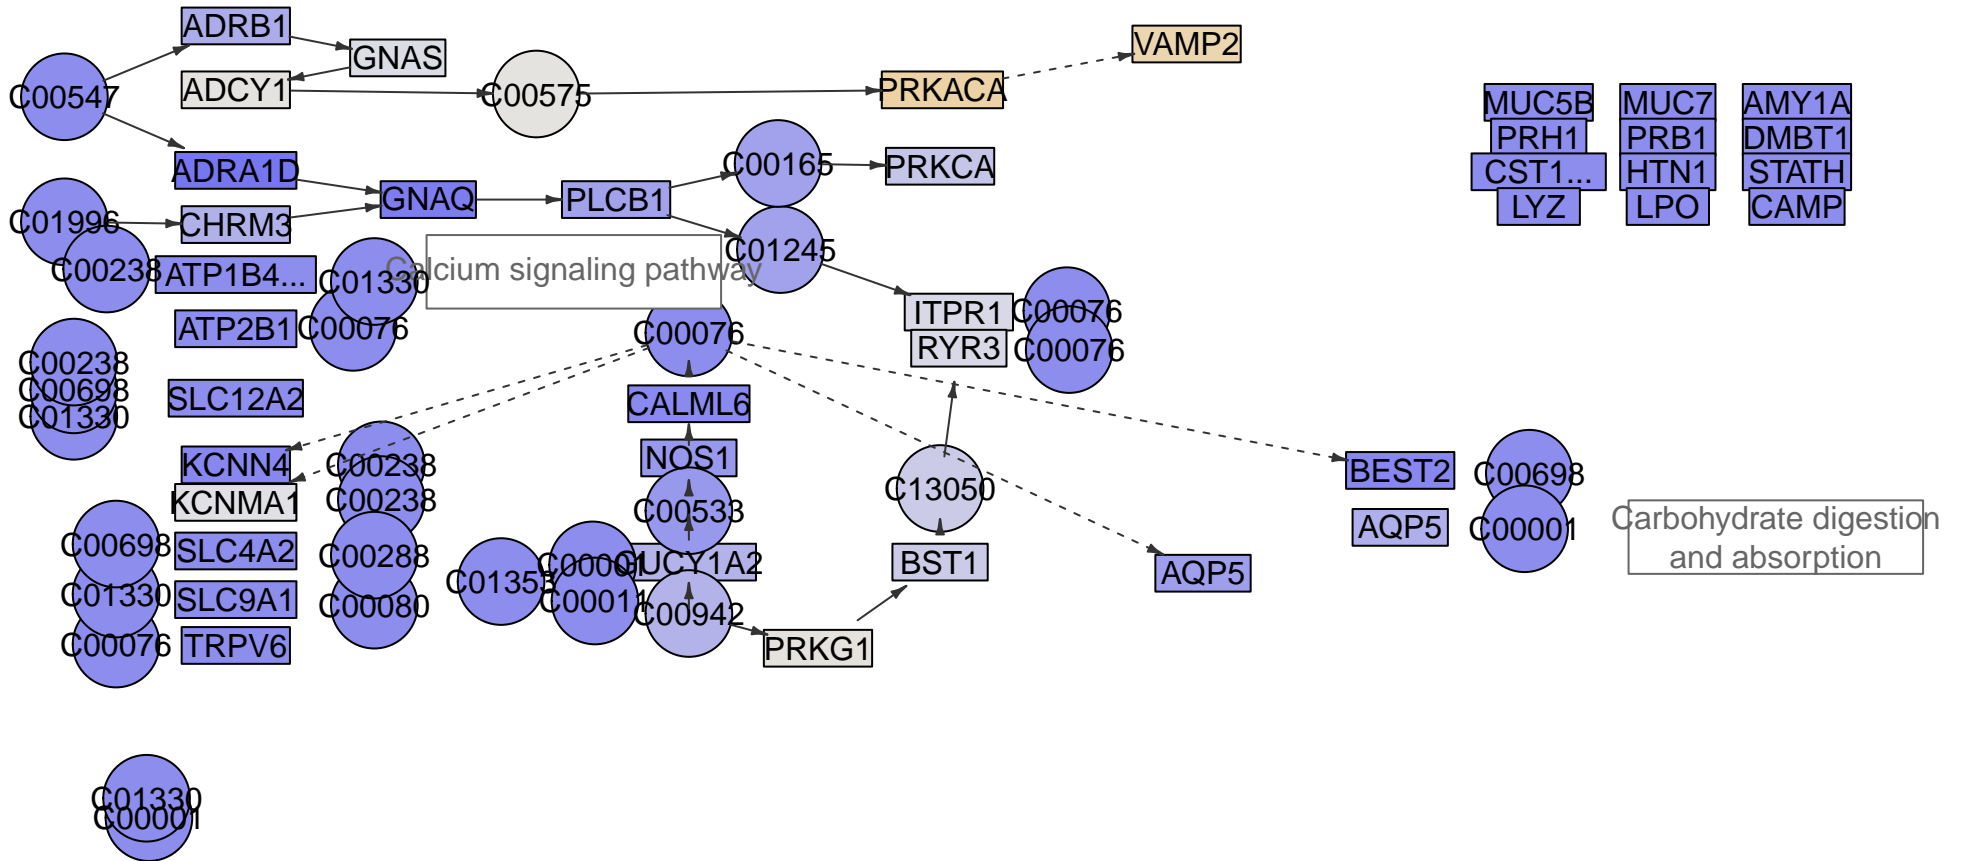 ADRB1
GNAS
VAMP2
C00547
ADCY1
C00575
PRKACA
MUC5B
MUC7
AMY1A
PRH1
PRB1
DMBT1
ADRA1D
GNAQ
PLCB1
C00165
PRKCA
CST1...
HTN1
STATH
LYZ
LPO
CAMP
C01996
CHRM3
C01245
C00238
ATP1B4...
C01330
Calcium signaling pathway
ATP2B1
C00076
C00076
ITPR1
C00076
RYR3
C00076
C00238
C00698
C01330
SLC12A2
CALML6
KCNN4
C00238
NOS1
BEST2
C00698
KCNMA1
C00238
C00533
C13050
AQP5
C00001
Carbohydrate digestion
and absorption
C00698
SLC4A2
C00288
C01353
C00001
GUCY1A2
BST1
AQP5
C01330
SLC9A1
C00080
C00011
C00942
C00076
TRPV6
PRKG1
C01330
C00001